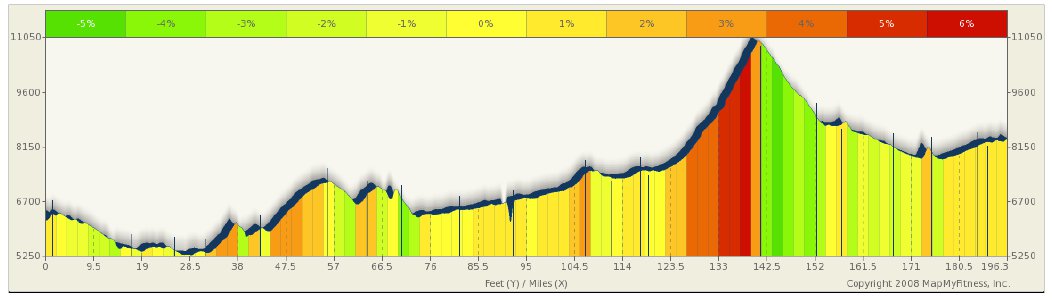 -5% -4% -3% -2% -1% 0% 1% 2% 3% 4% 5% 6%
11050 11050
9600 9600
8150 8150
6700 6700
5250 5250
0 9.5 19 28.5 38 47.5 57 66.5 76 85.5 95 104.5 114 123.5 133 142.5 152 161.5 171 180.5 196.3
Feet (Y) / Miles (X) Copyright 2008 MapMyFitness, Inc.